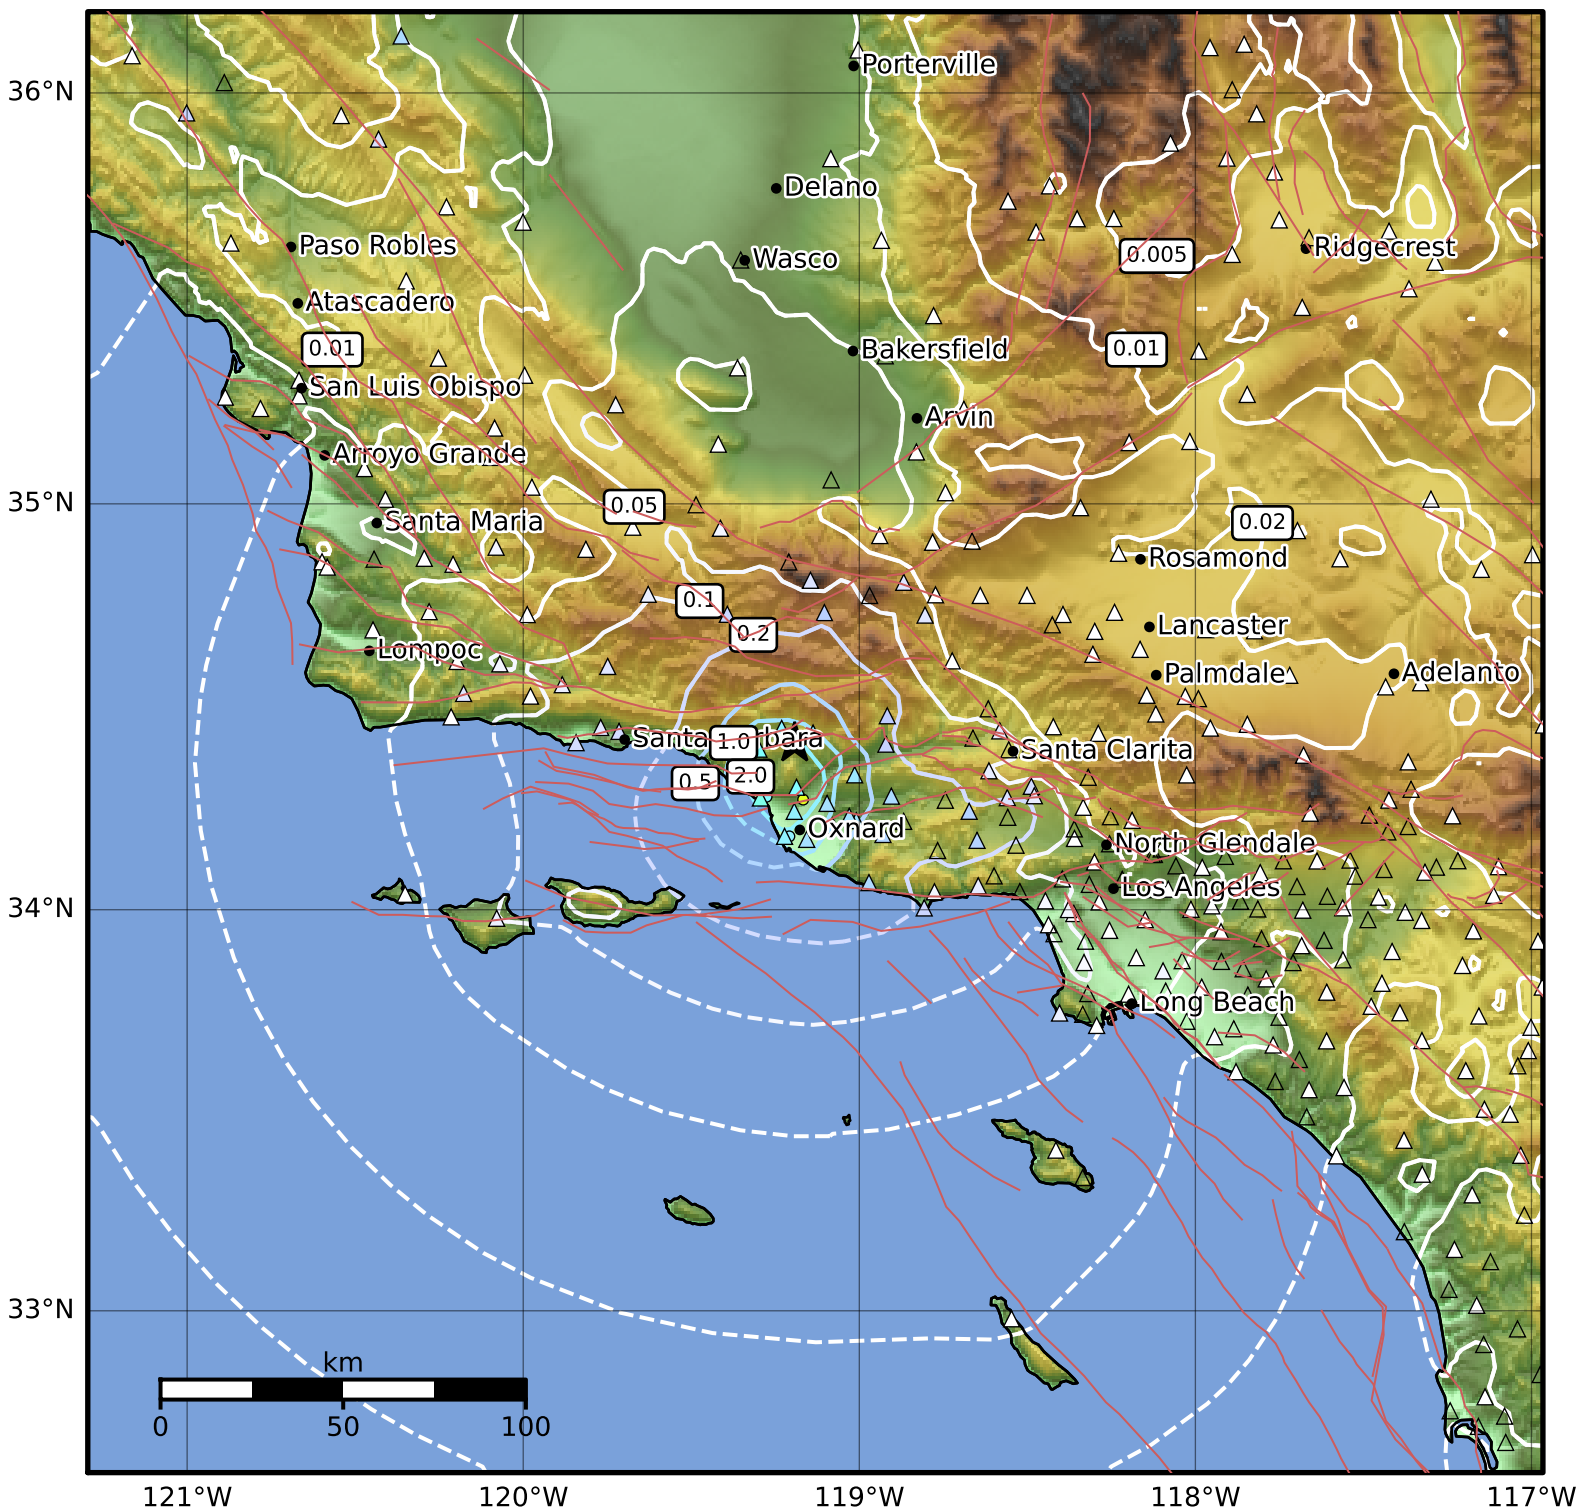 36°N
35°N
34°N
33°N
121°W
120°W
119°W
118°W
117°W
Porterville
Delano
Wasco
Paso Robles
Ridgecrest
0.005
Atascadero
0.01
0.01
Bakersfield
San Luis Obispo
Arvin
Arroyo Grande
0.05
Santa Maria
0.02
Rosamond
0.1
0.2
Lancaster
Lompoc
Palmdale
Adelanto
Santa
bara
1.0
Santa Clarita
0.5
2.0
Oxnard
North Glendale
Los Angeles
Long Beach
km
0
50
100